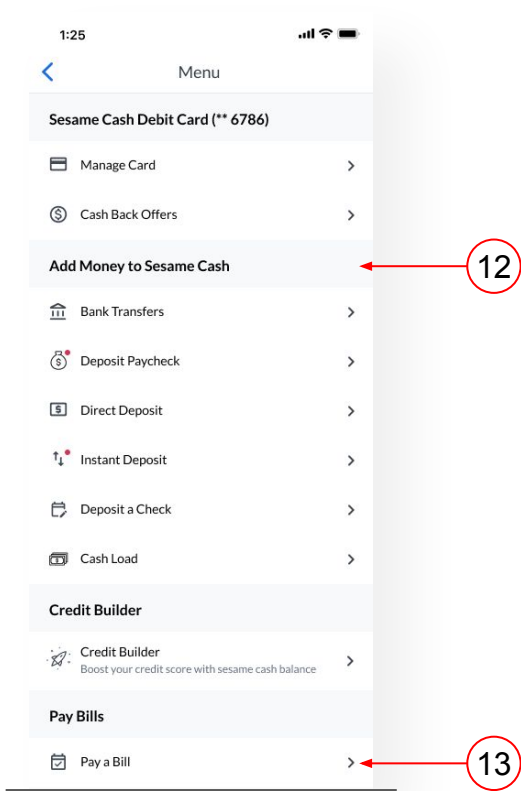 1:25
Menu
Sesame Cash Debit Card (** 6786)
Manage Card
Cash Back Offers
Add Money to Sesame Cash
12
Bank Transfers
Deposit Paycheck
Direct Deposit
Instant Deposit
Deposit a Check
Cash Load
Credit Builder
Credit Builder
Boost your credit score with sesame cash balance
Pay Bills
Pay a Bill
13